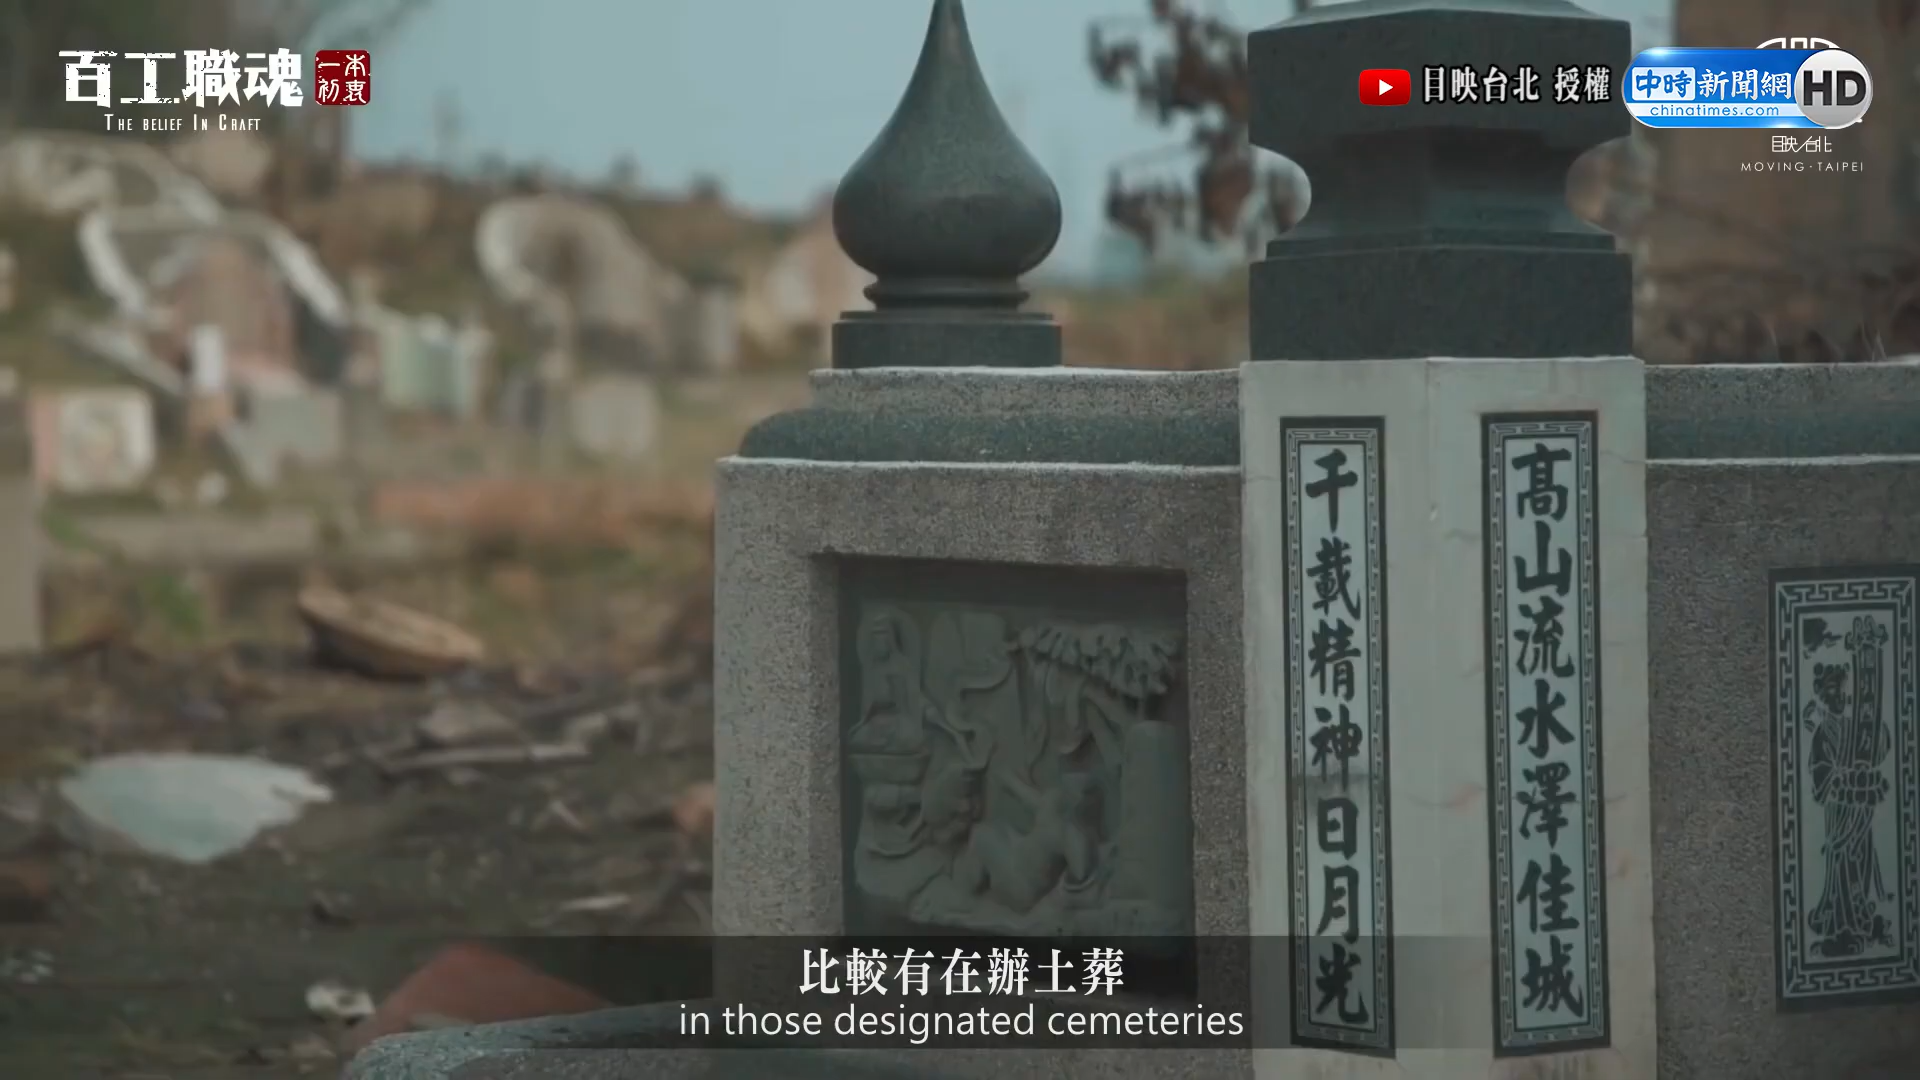 百工職魂
一本初衷
THE BELIEF IN CRAFT
目映台北 授權
中時新聞網 HD
chinatimes.com
目映台北
MOVING·TAIPEI
高山流水澤佳城
千載精神日月光
比較有在辦土葬
in those designated cemeteries